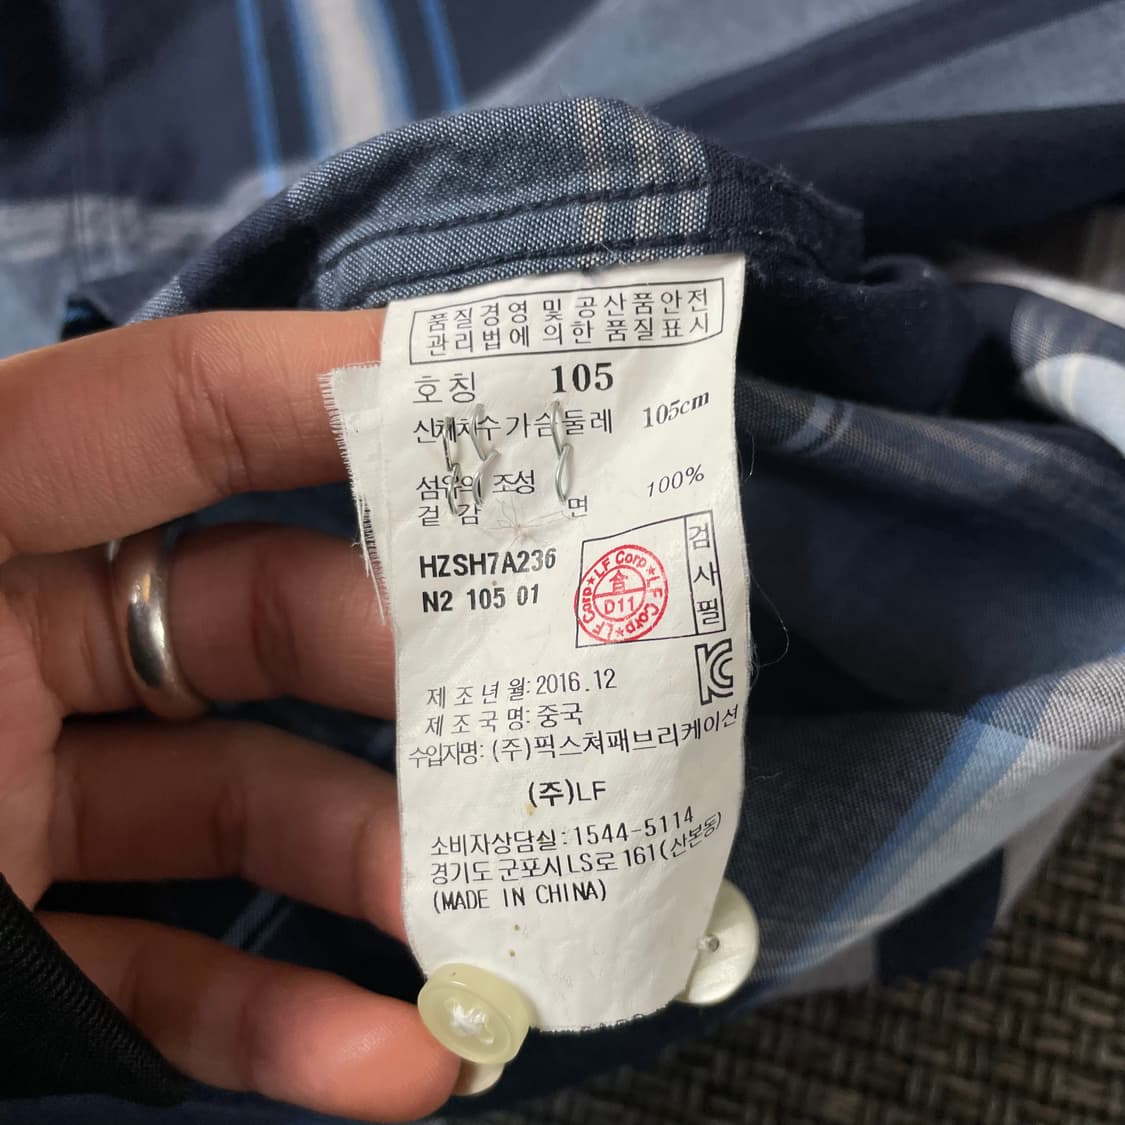 품질경영 및 공산품안전
관리법에 의한 품질표시
호칭 105
신체치수 가슴둘레 105cm
섬유의 조성
겉 감 면 100%
HZSH7A236
N2 105 01
검사필
LF Corp★LF Corp★LF Corp★
합
D11
제조년월: 2016.12
제조국명: 중국
수입자명: (주)픽스쳐패브리케이션
(주)LF
소비자상담실: 1544-5114
경기도 군포시 LS로 161(산본동)
(MADE IN CHINA)